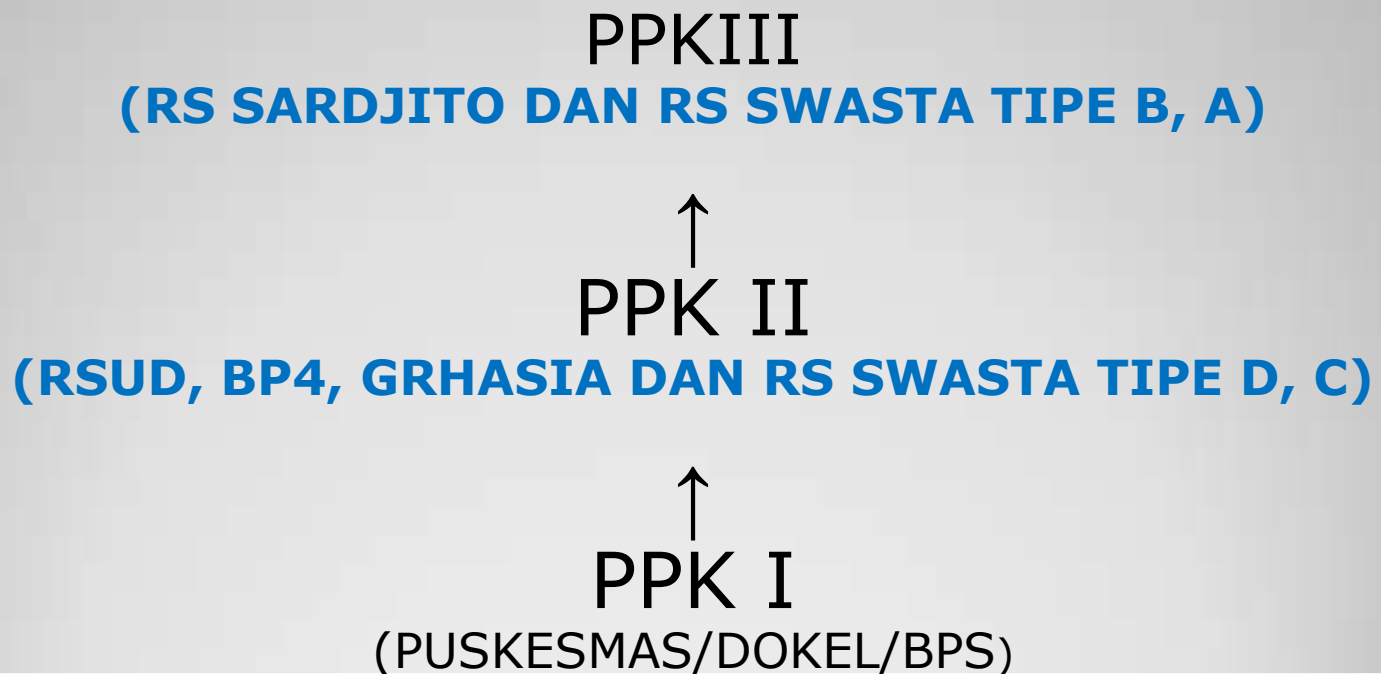 PPKIII
(RS SARDJITO DAN RS SWASTA TIPE B, A)
↑
PPK II
(RSUD, BP4, GRHASIA DAN RS SWASTA TIPE D, C)
↑
PPK I
(PUSKESMAS/DOKEL/BPS)